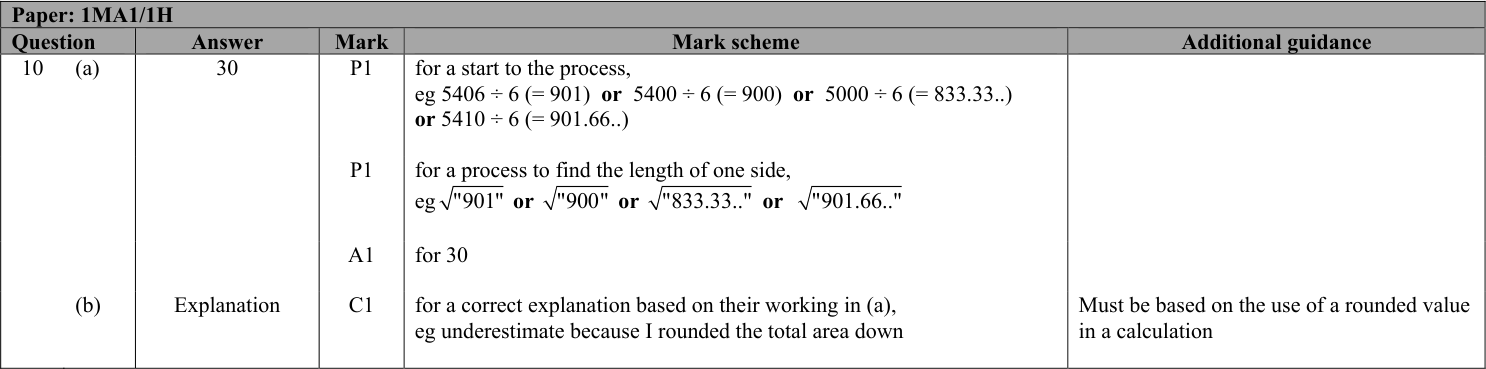 Paper: 1MA1/1H
Question Answer Mark Mark scheme Additional guidance
10 (a) 30 P1 for a start to the process,
eg 5406 ÷ 6 (= 901) or 5400 ÷ 6 (= 900) or 5000 ÷ 6 (= 833.33..)
or 5410 ÷ 6 (= 901.66..)
P1 for a process to find the length of one side,
eg √"901" or √"900" or √"833.33.." or √"901.66.."
A1 for 30
(b) Explanation C1 for a correct explanation based on their working in (a), Must be based on the use of a rounded value
eg underestimate because I rounded the total area down in a calculation